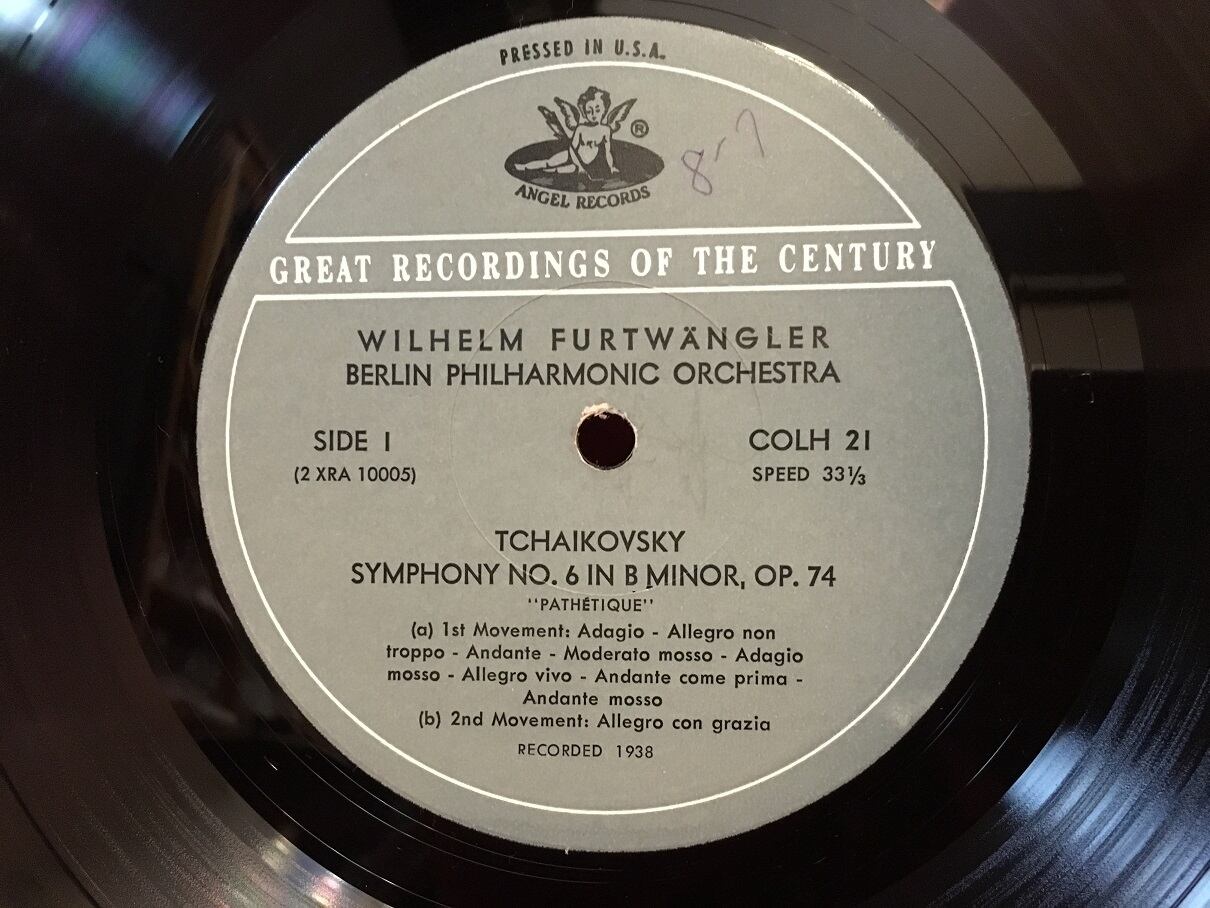 PRESSED IN U.S.A.
®
ANGEL RECORDS
8-7
GREAT RECORDINGS OF THE CENTURY
WILHELM FURTWÄNGLER
BERLIN PHILHARMONIC ORCHESTRA
SIDE 1 COLH 21
(2 XRA 10005) SPEED 33⅓
TCHAIKOVSKY
SYMPHONY NO. 6 IN B MINOR, OP. 74
"PATHÉTIQUE"
(a) 1st Movement: Adagio - Allegro non
troppo - Andante - Moderato mosso - Adagio
mosso - Allegro vivo - Andante come prima -
Andante mosso
(b) 2nd Movement: Allegro con grazia
RECORDED 1938